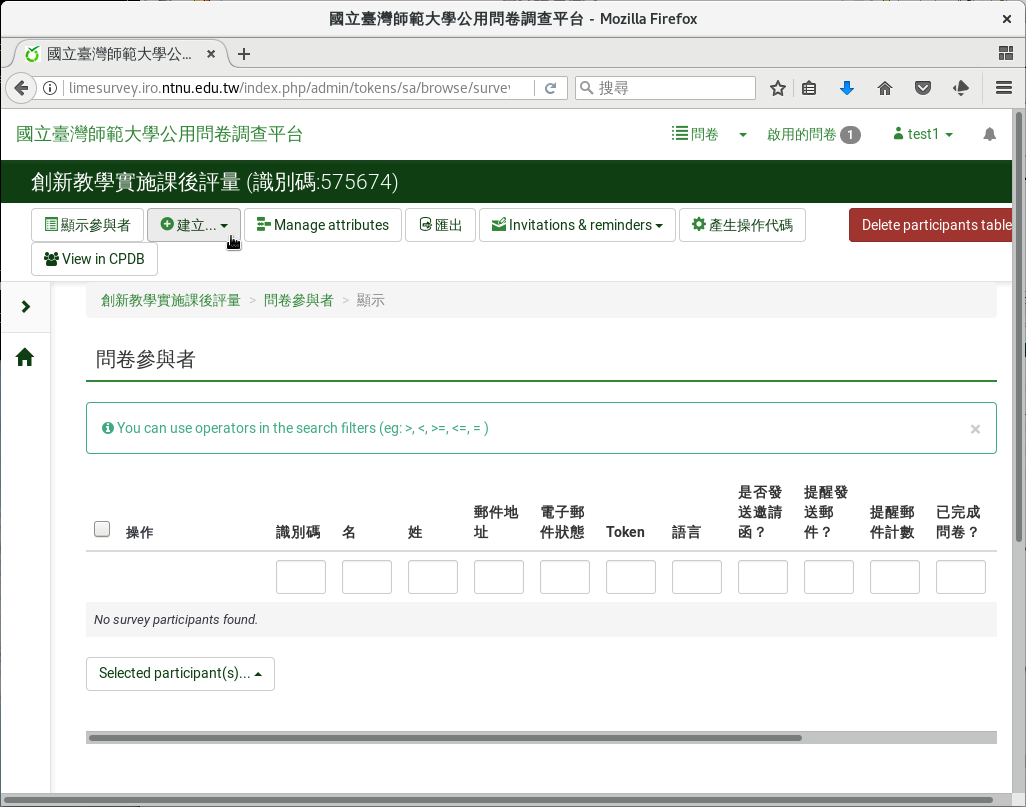 國立臺灣師範大學公用問卷調查平台 - Mozilla Firefox
國立臺灣師範大學公...
limesurvey.iro.ntnu.edu.tw/index.php/admin/tokens/sa/browse/survey
搜尋
國立臺灣師範大學公用問卷調查平台
問卷
啟用的問卷 1
test1
創新教學實施課後評量 (識別碼:575674)
顯示參與者
建立...
Manage attributes
匯出
Invitations & reminders
產生操作代碼
Delete participants table
View in CPDB
創新教學實施課後評量 > 問卷參與者 > 顯示
問卷參與者
You can use operators in the search filters (eg: >, <, >=, <=, = )
×
操作
識別碼
名
姓
郵件地
址
電子郵
件狀態
Token
語言
是否發
送邀請
函？
提醒發
送郵
件？
提醒郵
件計數
已完成
問卷？
No survey participants found.
Selected participant(s)...